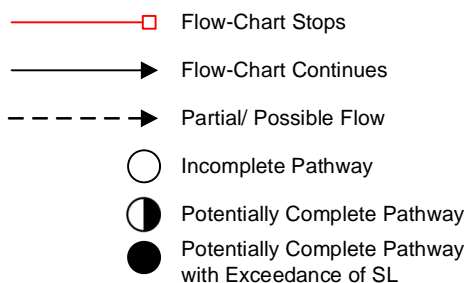 Flow-Chart Stops
Flow-Chart Continues
Partial/ Possible Flow
Incomplete Pathway
Potentially Complete Pathway
Potentially Complete Pathway
with Exceedance of SL